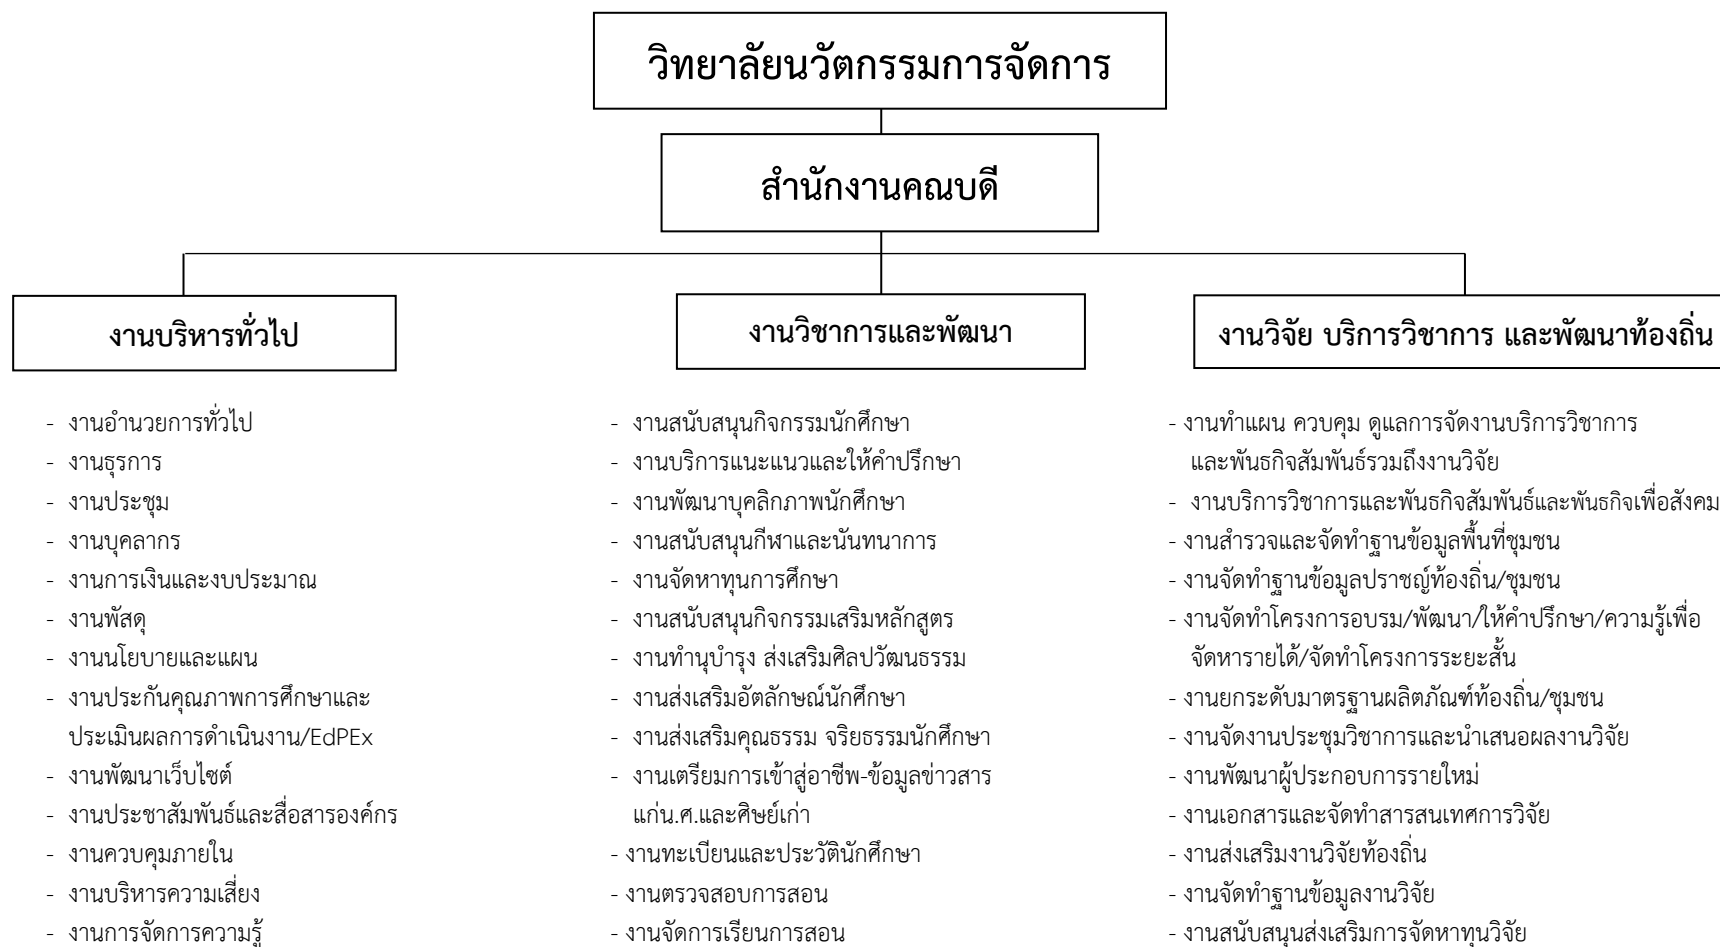 วิทยาลัยนวัตกรรมการจัดการ
สำนักงานคณบดี
งานบริหารทั่วไป
- งานอำนวยการทั่วไป
- งานธุรการ
- งานประชุม
- งานบุคลากร
- งานการเงินและงบประมาณ
- งานพัสดุ
- งานนโยบายและแผน
- งานประกันคุณภาพการศึกษาและ
ประเมินผลการดำเนินงาน/EdPEx
- งานพัฒนาเว็บไซต์
- งานประชาสัมพันธ์และสื่อสารองค์กร
- งานควบคุมภายใน
- งานบริหารความเสี่ยง
- งานการจัดการความรู้
งานวิชาการและพัฒนา
- งานสนับสนุนกิจกรรมนักศึกษา
- งานบริการแนะแนวและให้คำปรึกษา
- งานพัฒนาบุคลิกภาพนักศึกษา
- งานสนับสนุนกีฬาและนันทนาการ
- งานจัดหาทุนการศึกษา
- งานสนับสนุนกิจกรรมเสริมหลักสูตร
- งานทำนุบำรุง ส่งเสริมศิลปวัฒนธรรม
- งานส่งเสริมอัตลักษณ์นักศึกษา
- งานส่งเสริมคุณธรรม จริยธรรมนักศึกษา
- งานเตรียมการเข้าสู่อาชีพ-ข้อมูลข่าวสาร
แก่น.ศ.และศิษย์เก่า
- งานทะเบียนและประวัตินักศึกษา
- งานตรวจสอบการสอน
- งานจัดการเรียนการสอน
งานวิจัย บริการวิชาการ และพัฒนาท้องถิ่น
- งานทำแผน ควบคุม ดูแลการจัดงานบริการวิชาการ
และพันธกิจสัมพันธ์รวมถึงงานวิจัย
- งานบริการวิชาการและพันธกิจสัมพันธ์และพันธกิจเพื่อสังคม
- งานสำรวจและจัดทำฐานข้อมูลพื้นที่ชุมชน
- งานจัดทำฐานข้อมูลปราชญ์ท้องถิ่น/ชุมชน
- งานจัดทำโครงการอบรม/พัฒนา/ให้คำปรึกษา/ความรู้เพื่อ
จัดหารายได้/จัดทำโครงการระยะสั้น
- งานยกระดับมาตรฐานผลิตภัณฑ์ท้องถิ่น/ชุมชน
- งานจัดงานประชุมวิชาการและนำเสนอผลงานวิจัย
- งานพัฒนาผู้ประกอบการรายใหม่
- งานเอกสารและจัดทำสารสนเทศการวิจัย
- งานส่งเสริมงานวิจัยท้องถิ่น
- งานจัดทำฐานข้อมูลงานวิจัย
- งานสนับสนุนส่งเสริมการจัดหาทุนวิจัย